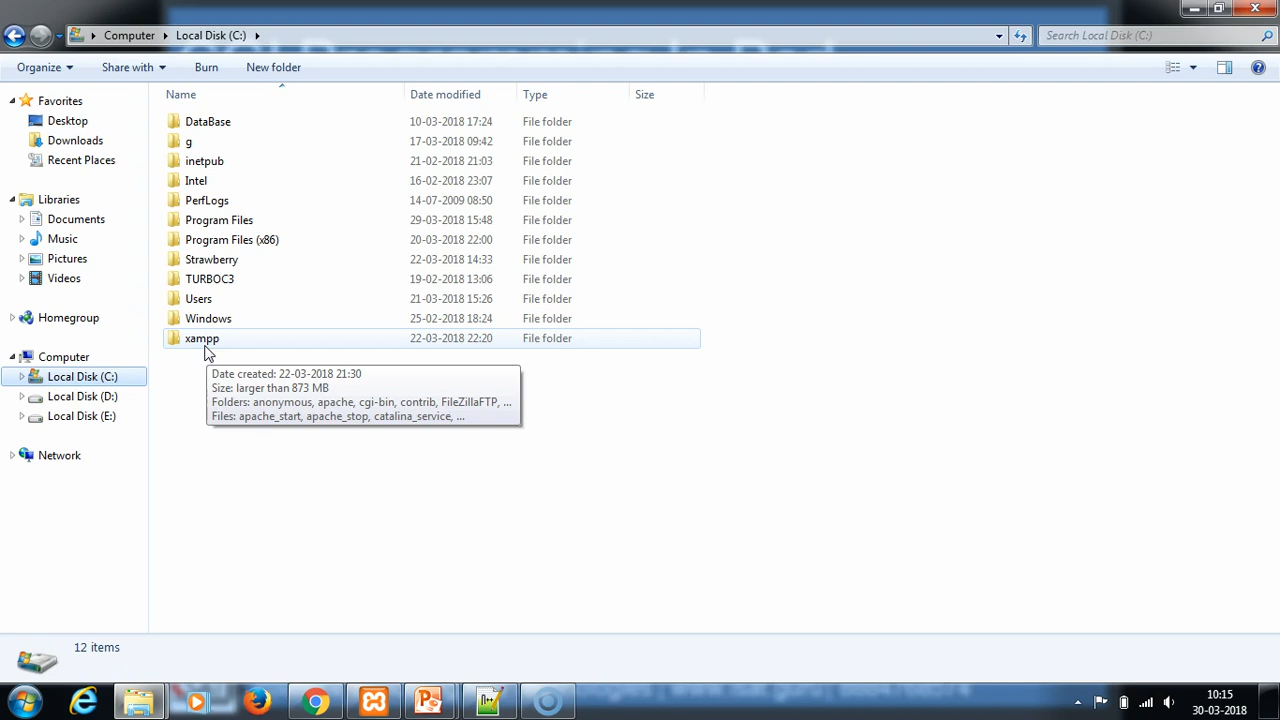 CGI Programming In Perl
Computer
Local Disk (C:)
Search Local Disk (C:)
Organize
Share with
Burn
New folder
Name
Date modified
Type
Size
Favorites
Desktop
Downloads
Recent Places
Libraries
Documents
Music
Pictures
Videos
Homegroup
Computer
Local Disk (C:)
Local Disk (D:)
Local Disk (E:)
Network
DataBase 10-03-2018 17:24 File folder
g 17-03-2018 09:42 File folder
inetpub 21-02-2018 21:03 File folder
Intel 16-02-2018 23:07 File folder
PerfLogs 14-07-2009 08:50 File folder
Program Files 29-03-2018 15:48 File folder
Program Files (x86) 20-03-2018 22:00 File folder
Strawberry 22-03-2018 14:33 File folder
TURBOC3 19-02-2018 13:06 File folder
Users 21-03-2018 15:26 File folder
Windows 25-02-2018 18:24 File folder
xampp 22-03-2018 22:20 File folder
Date created: 22-03-2018 21:30
Size: larger than 873 MB
Folders: anonymous, apache, cgi-bin, contrib, FileZillaFTP, ...
Files: apache_start, apache_stop, catalina_service, ...
12 items
10:15
30-03-2018